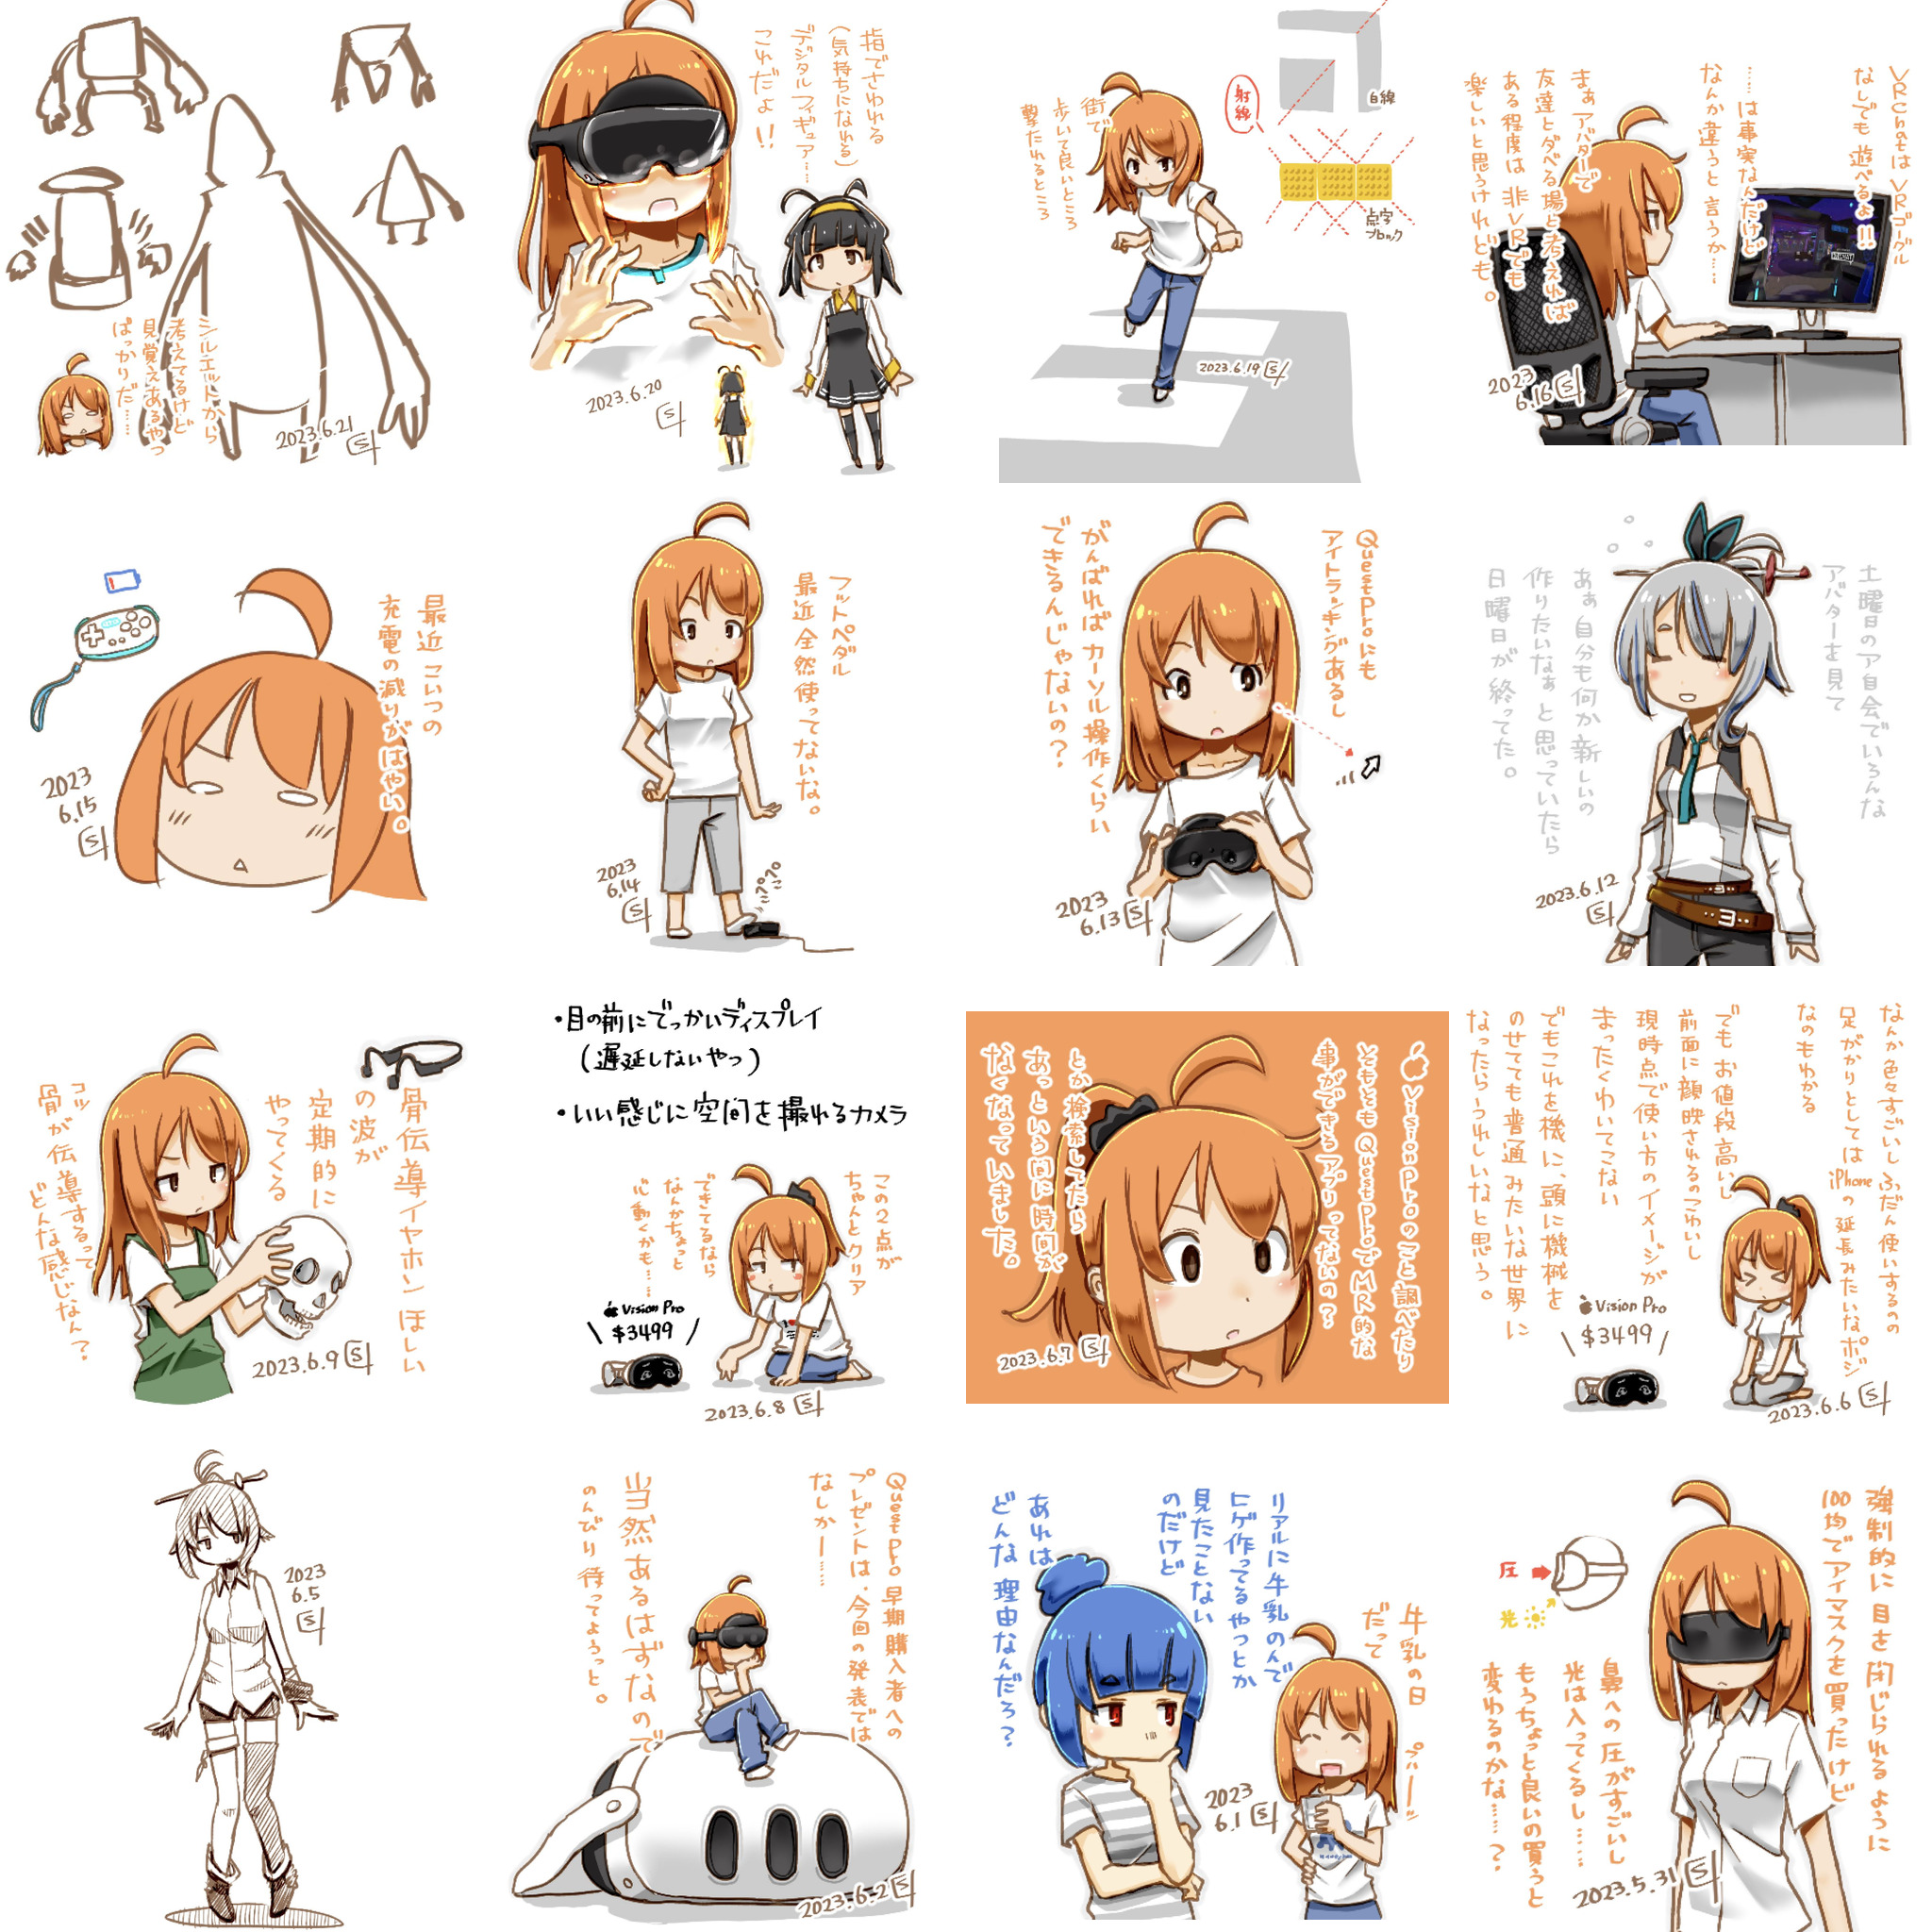 シルエットから
考えてるけど
見覚えあるやつ
ばっかりだ……
2023.6.21
指でさわれる
(気持ちになれる)
デジタルフィギュア…
これだよ!!
2023.6.20
街で
歩いて良いところ
撃たれるところ
射線
白線
点字
ブロック
2023.6.19
VRChatはVRゴーグル
なしでも遊べるよ!!
……は事実なんだけど
なんか違うと言うか……
まぁアバターで
友達とダベる場と考えれば
ある程度は非VRでも
楽しいと思うけれども。
2023
6.16
最近こいつの
充電の減りがはやい。
2023
6.15
フットペダル
最近全然使ってないな。
2023
6.14
QuestProにも
アイトラッキングあるし
がんばればカーソル操作くらい
できるんじゃないの?
2023
6.13
土曜日のア自会でいろんな
アバターを見て
あぁ自分も何か新しいの
作りたいなぁと思っていたら
日曜日が終ってた。
2023.6.12
骨伝導イヤホンほしい
の波が
定期的に
やってくる
コツ
骨が伝導するって
どんな感じなん?
2023.6.9
・目の前にでっかいディスプレイ
(遅延しないやつ)
・いい感じに空間を撮れるカメラ
この2点が
ちゃんとクリア
できてるなら
なんかちょっと
心動くかも…
Vision Pro
\ $3499 /
2023.6.8
VisionProのこと調べたり
そもそもQuestProでMR的な
事ができるアプリってないの?
とか検索してたら
あっという間に時間が
なくなっていました。
2023.6.7
なんか色々すごいしふだん使いするのの
足がかりとしてはiPhoneの延長みたいなポジ
なのもわかる
でもお値段高いし
前面に顔映されるのこわいし
現時点で使い方のイメージが
まったくわいてこない
でもこれを機に、頭に機械を
のせてても普通みたいな世界に
なったらうれしいなと思う。
Vision Pro
\ $3499 /
2023.6.6
2023
6.5
QuestPro早期購入者への
プレゼントは、今回の発表では
なしかー……
当然あるはずなので
のんびり待ってようっと。
2023.6.2
リアルに牛乳のんで
ヒゲ作ってるやつとか
見たことない
のだけど
あれは
どんな理由なんだろ?
牛乳の日
だって
プハーッ
2023
6.1
強制的に目を閉じられるように
100均でアイマスクを買ったけど
鼻への圧がすごいし
光は入ってくるし……
もうちょっと良いの買うと
変わるのかな……?
圧
光
2023.5.31